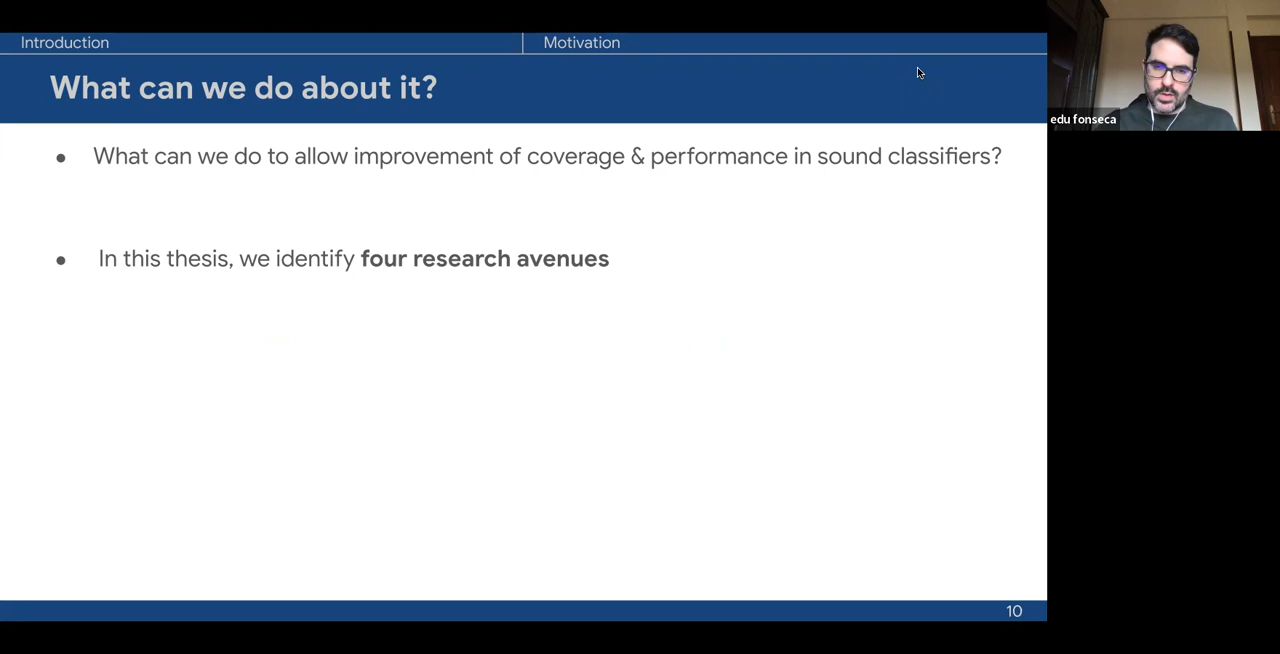 Introduction
Motivation
What can we do about it?
edu fonseca
● What can we do to allow improvement of coverage & performance in sound classifiers?
● In this thesis, we identify four research avenues
10